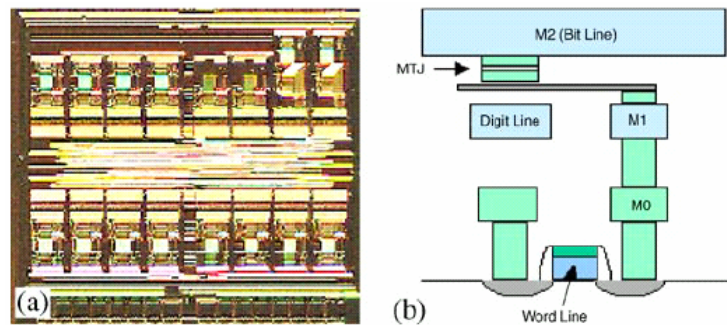 (a)
M2 (Bit Line)
MTJ
Digit Line
M1
M0
(b)
Word Line